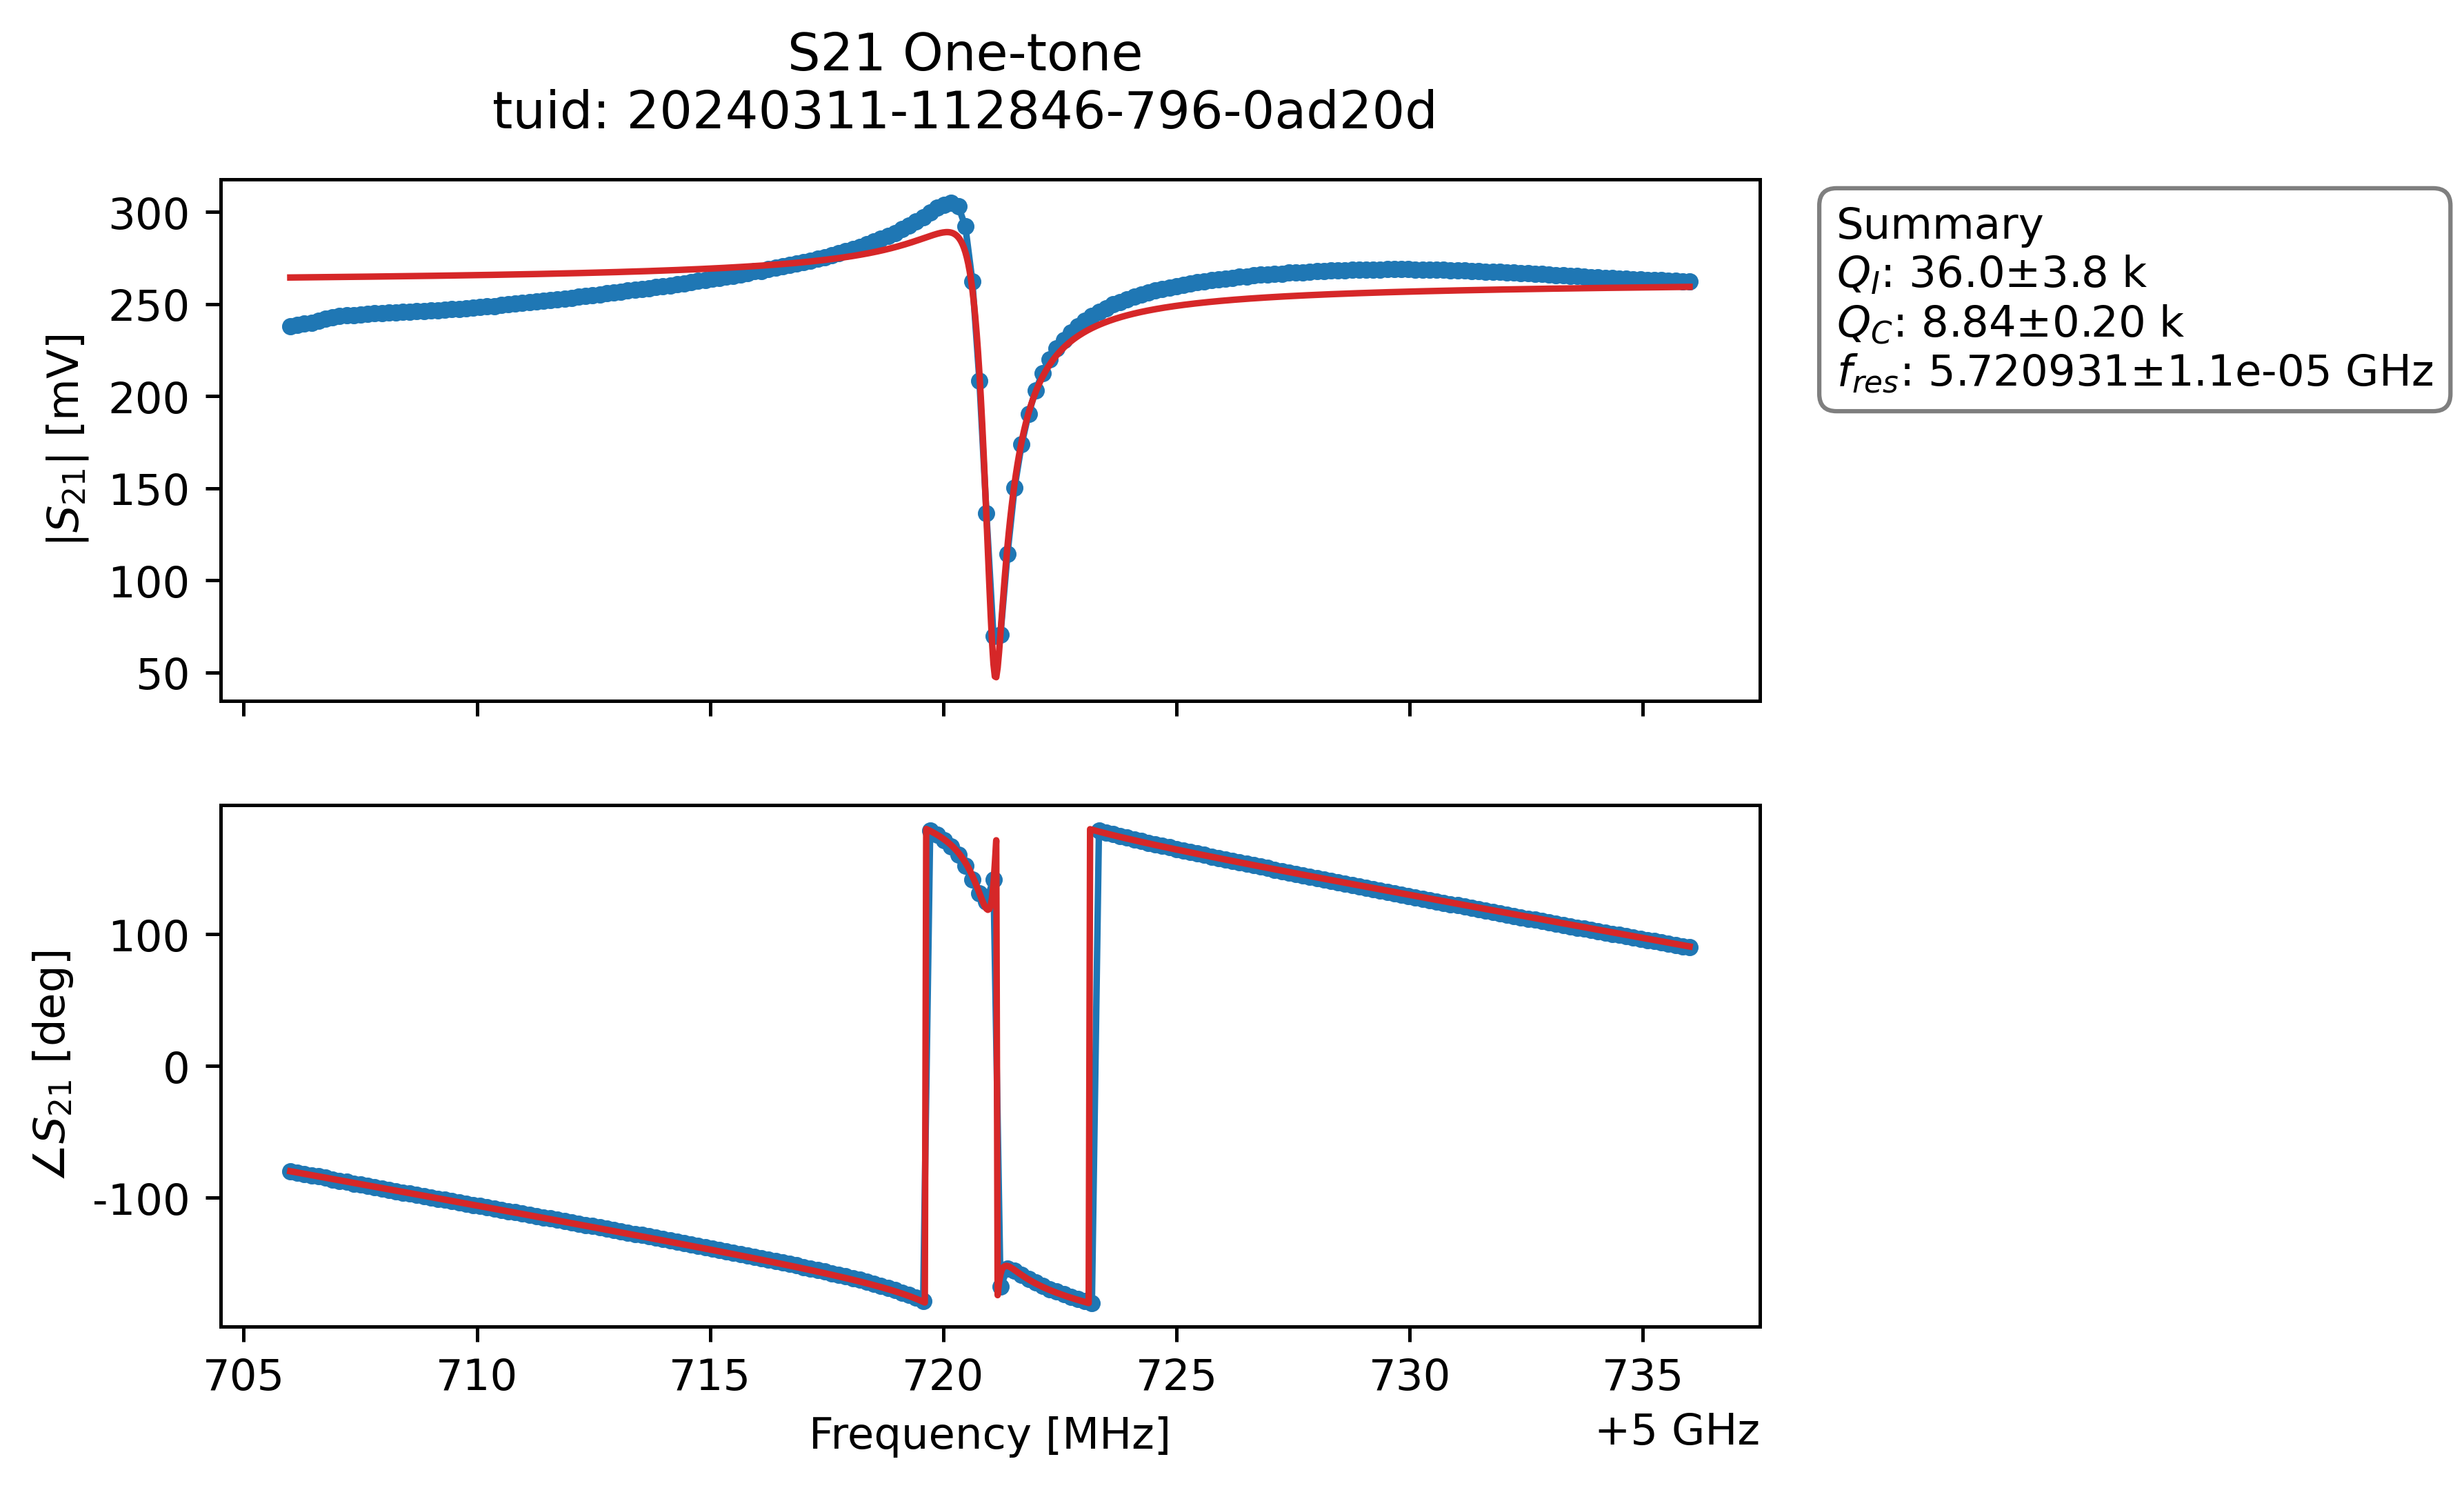 S21 One-tone
tuid: 20240311-112846-796-0ad20d
|S21| [mV]
300
250
200
150
100
50
Summary
Ql: 36.0±3.8 k
QC: 8.84±0.20 k
fres: 5.720931±1.1e-05 GHz
∠S21 [deg]
100
0
-100
705 710 715 720 725 730 735
Frequency [MHz]
+5 GHz